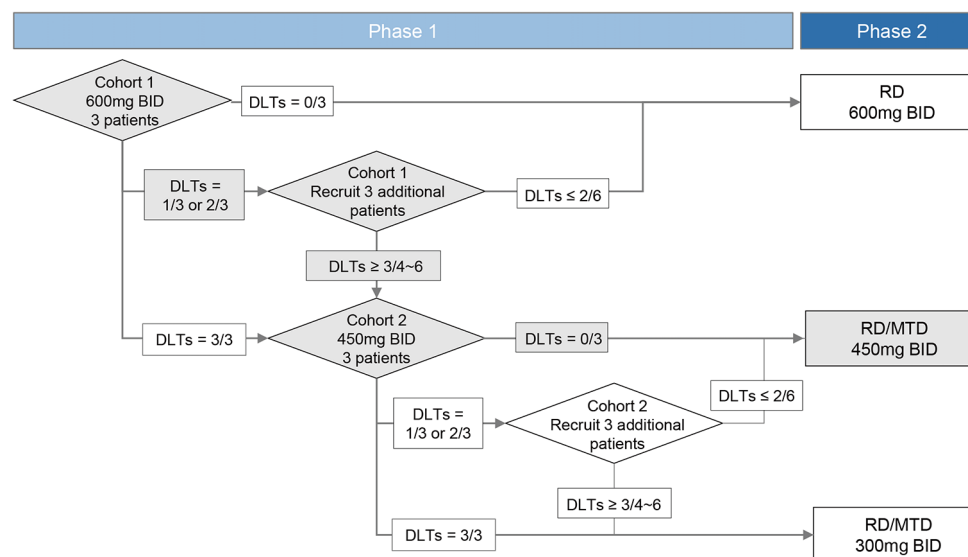 Phase 1
Phase 2
Cohort 1
600mg BID
3 patients
DLTs = 0/3
RD
600mg BID
DLTs =
1/3 or 2/3
Cohort 1
Recruit 3 additional
patients
DLTs ≤ 2/6
DLTs ≥ 3/4~6
DLTs = 3/3
Cohort 2
450mg BID
3 patients
DLTs = 0/3
RD/MTD
450mg BID
DLTs ≤ 2/6
DLTs =
1/3 or 2/3
Cohort 2
Recruit 3 additional
patients
DLTs ≥ 3/4~6
DLTs = 3/3
RD/MTD
300mg BID